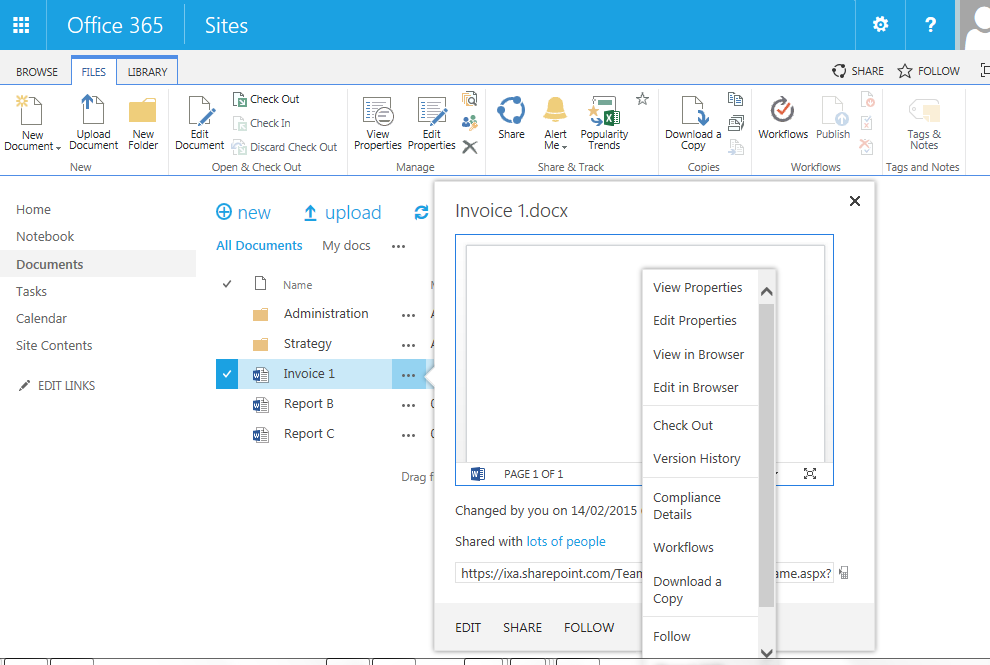 Office 365 Sites ?
BROWSE FILES LIBRARY SHARE FOLLOW
New Document
Upload Document
New Folder
New
Edit Document
Check Out
Check In
Discard Check Out
Open & Check Out
View Properties
Edit Properties
Manage
Share
Alert Me
Popularity Trends
Share & Track
Download a Copy
Copies
Workflows
Publish
Workflows
Tags & Notes
Tags and Notes
Home
Notebook
Documents
Tasks
Calendar
Site Contents
EDIT LINKS
new upload
All Documents My docs ...
Name
Administration ...
Strategy ...
Invoice 1 ...
Report B ...
Report C ...
Drag
Invoice 1.docx
PAGE 1 OF 1
Changed by you on 14/02/2015
Shared with lots of people
https://ixa.sharepoint.com/Team
ame.aspx?
EDIT SHARE FOLLOW
View Properties
Edit Properties
View in Browser
Edit in Browser
Check Out
Version History
Compliance
Details
Workflows
Download a
Copy
Follow